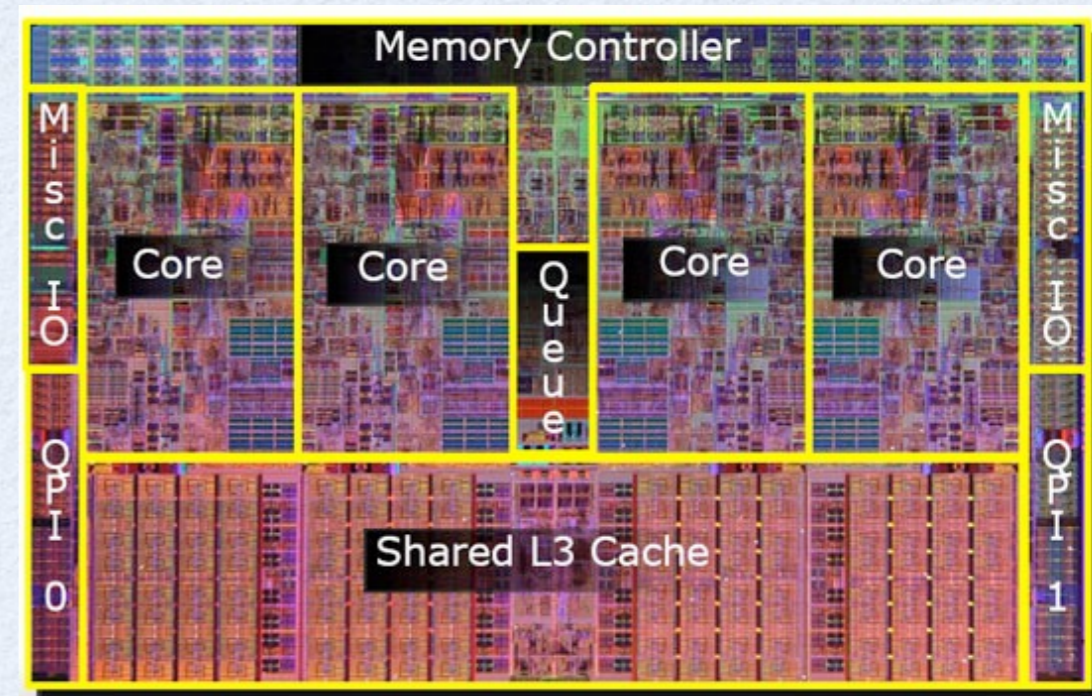 Memory Controller
Misc IO
Core
Core
Queue
Core
Core
Misc IO
QPI 0
Shared L3 Cache
QPI 1